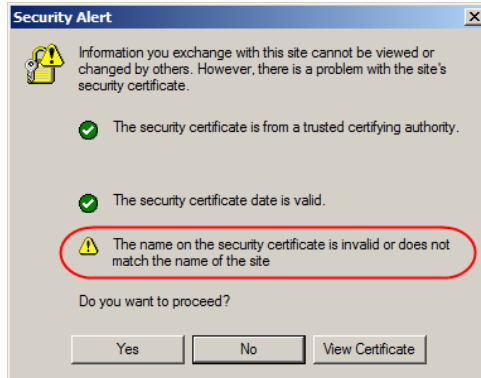 Security Alert
Information you exchange with this site cannot be viewed or
changed by others. However, there is a problem with the site's
security certificate.
The security certificate is from a trusted certifying authority.
The security certificate date is valid.
The name on the security certificate is invalid or does not
match the name of the site
Do you want to proceed?
Yes
No
View Certificate